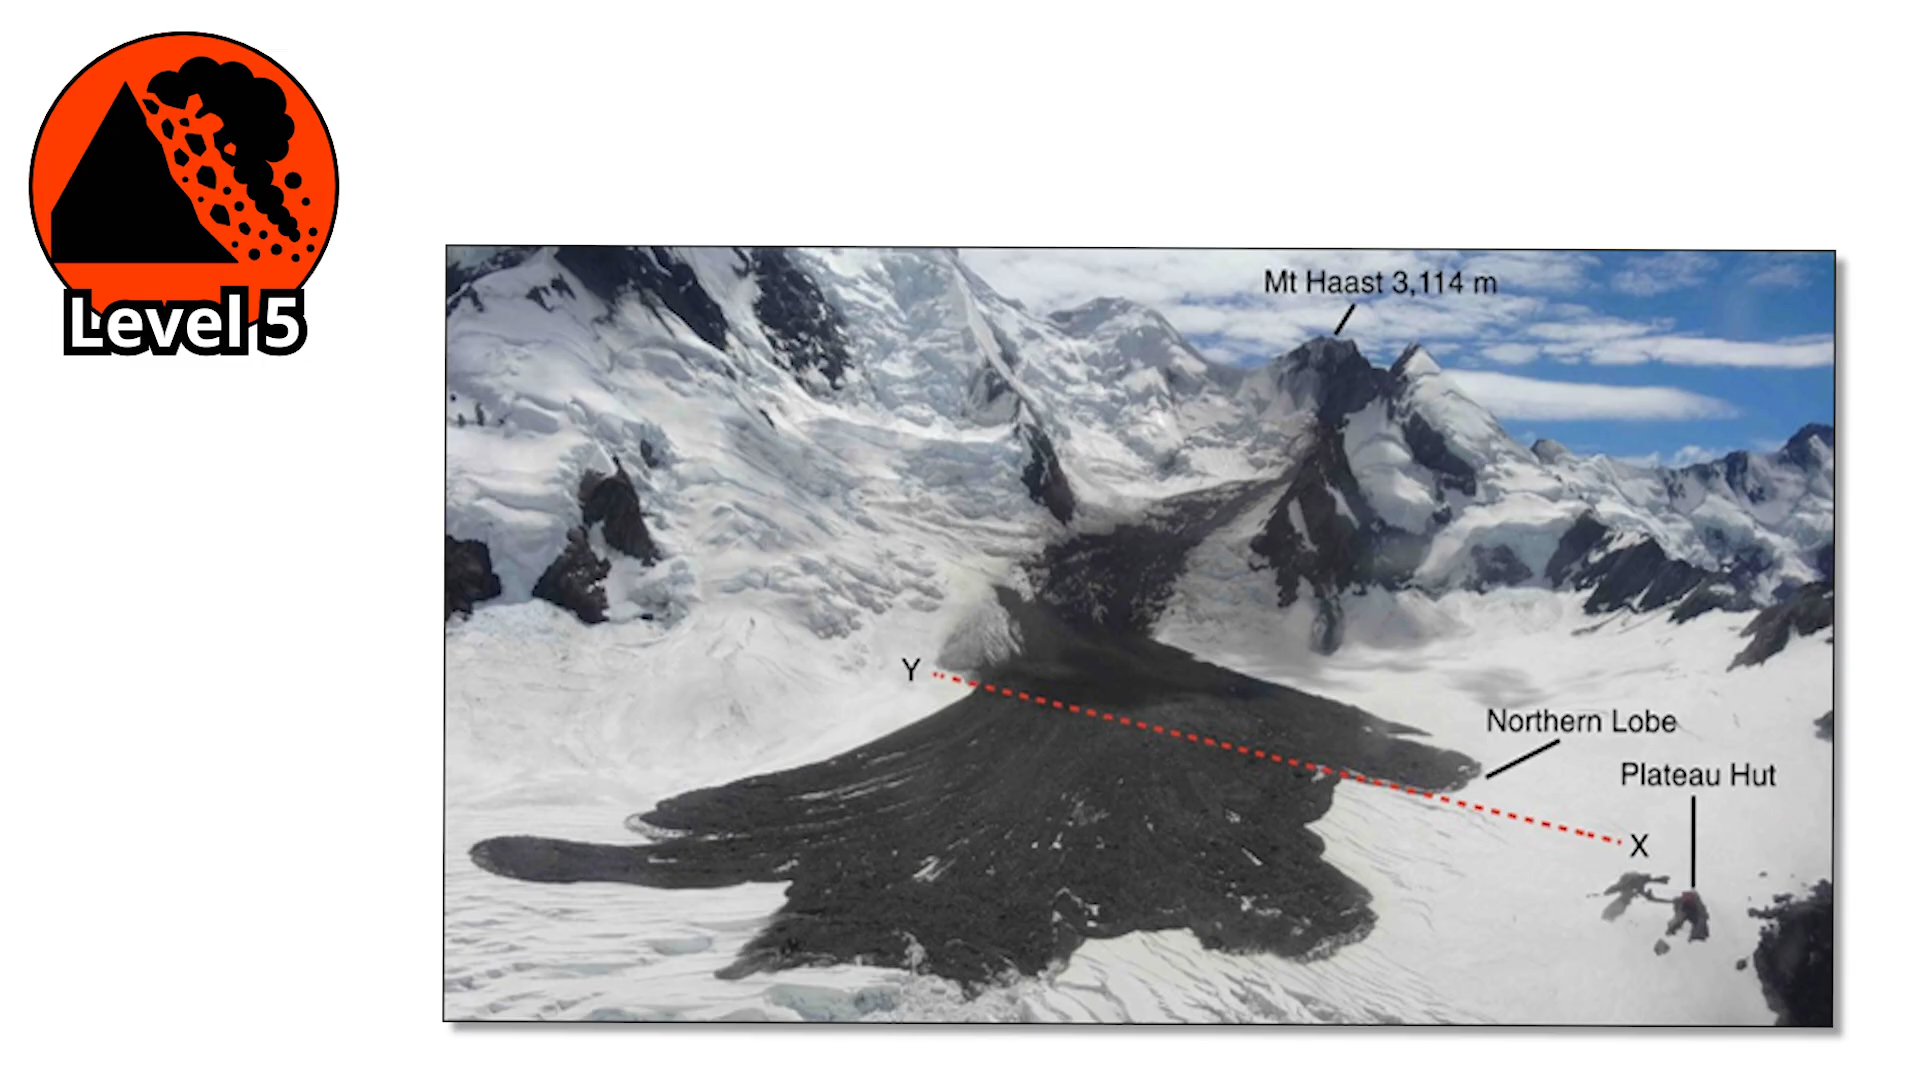 Level 5
Mt Haast 3,114 m
Y
Northern Lobe
Plateau Hut
X